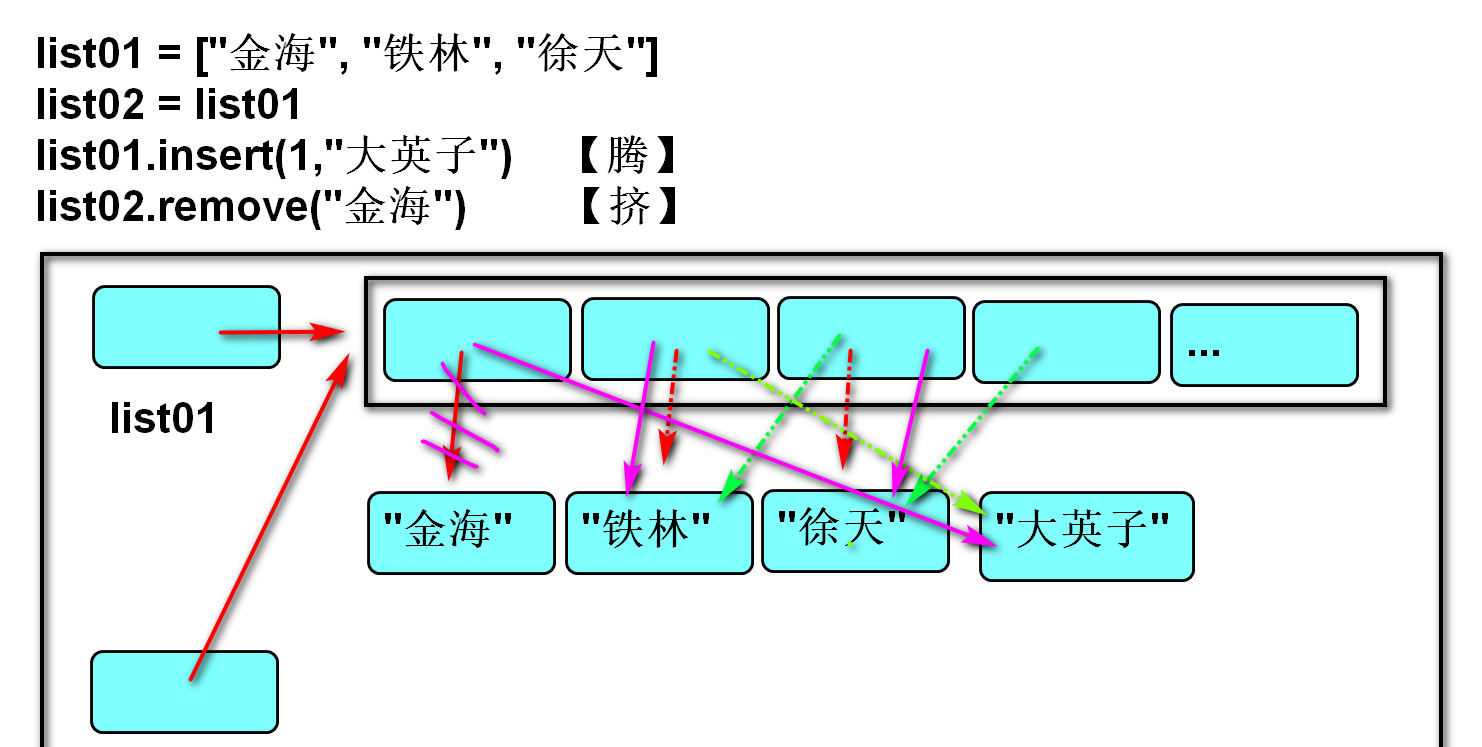 list01 = ["金海", "铁林", "徐天"]
list02 = list01
list01.insert(1,"大英子") 【腾】
list02.remove("金海") 【挤】
...
list01
"金海" "铁林" "徐天" "大英子"